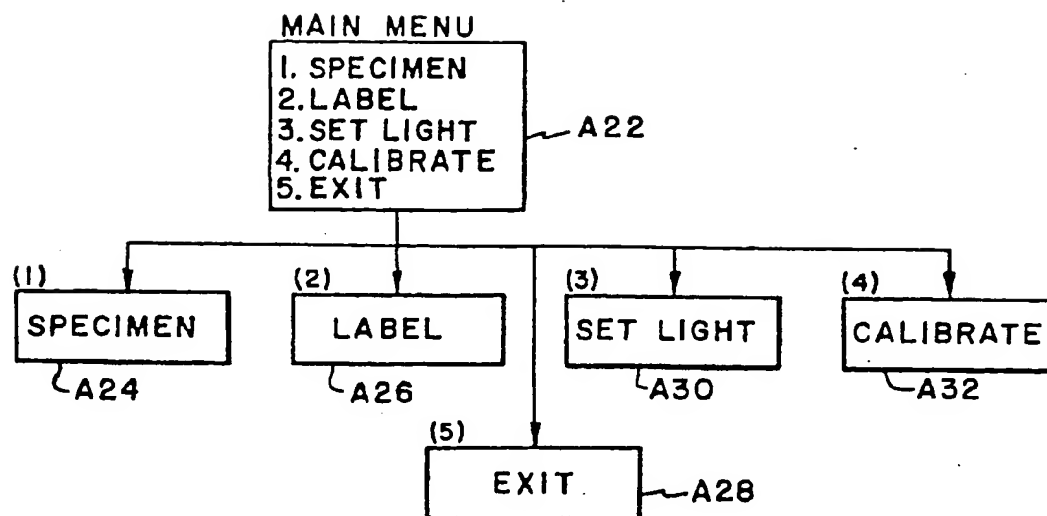 MAIN MENU
1. SPECIMEN
2. LABEL
3. SET LIGHT
4. CALIBRATE
5. EXIT
A22
(1)
SPECIMEN
A24
(2)
LABEL
A26
(3)
SET LIGHT
A30
(4)
CALIBRATE
A32
(5)
EXIT
A28